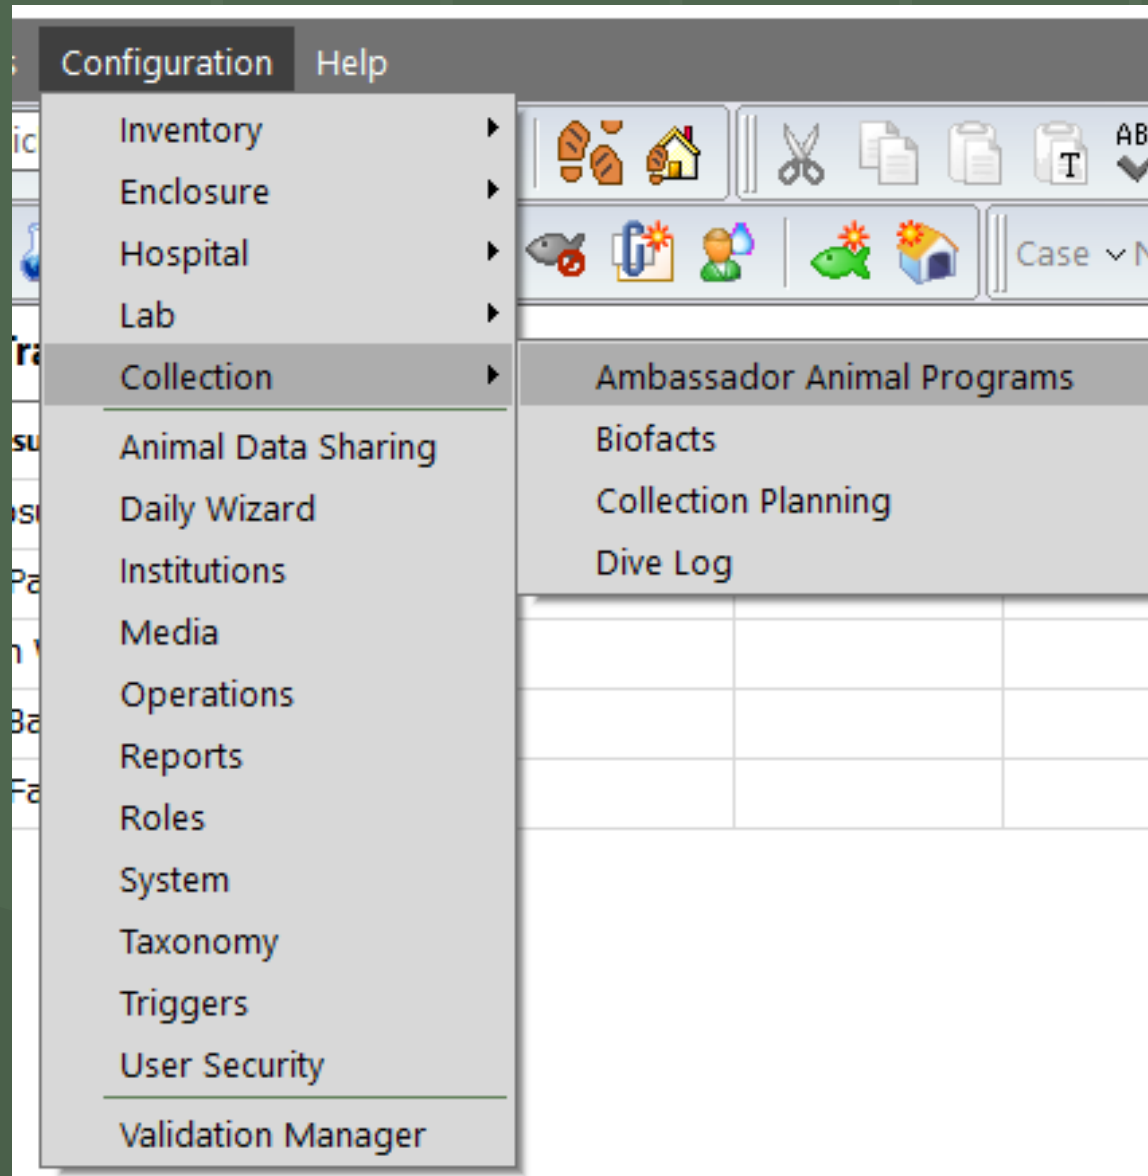 Configuration Help
Inventory
Enclosure
Hospital
Lab
Collection
Animal Data Sharing
Daily Wizard
Institutions
Media
Operations
Reports
Roles
System
Taxonomy
Triggers
User Security
Validation Manager
Ambassador Animal Programs
Biofacts
Collection Planning
Dive Log
T
AB
Case